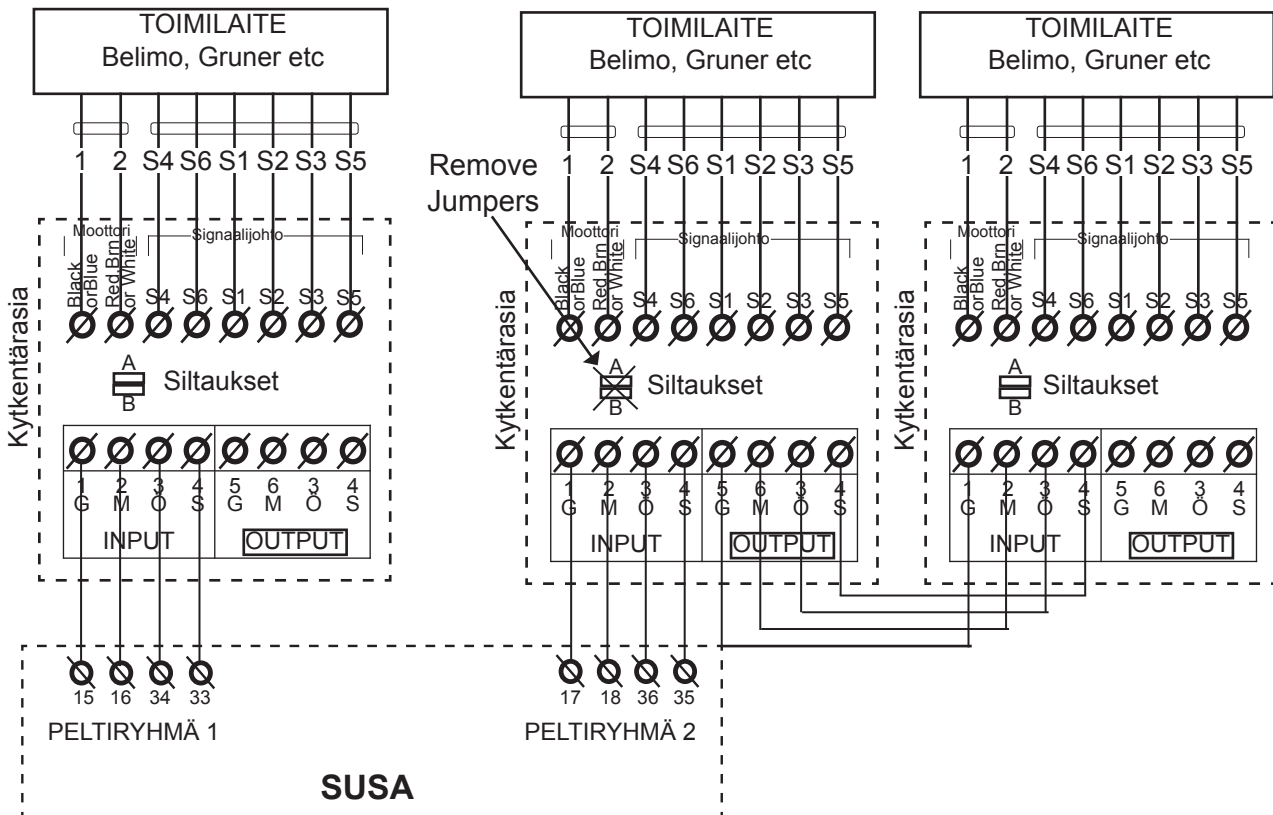 TOIMILAITE
Belimo, Gruner etc
1 2 S4 S6 S1 S2 S3 S5
Kytkentärasia
Moottori
Signaalijohto
Black
orBlue
Red.Brn
or White
S4 S6 S1 S2 S3 S5
A
Siltaukset
B
1 2 3 4 5 6 3 4
G M Ö S G M Ö S
INPUT OUTPUT
TOIMILAITE
Belimo, Gruner etc
1 2 S4 S6 S1 S2 S3 S5
Remove
Jumpers
Kytkentärasia
Moottori
Signaalijohto
Black
orBlue
Red.Brn
or White
S4 S6 S1 S2 S3 S5
A
Siltaukset
B
1 2 3 4 5 6 3 4
G M Ö S G M Ö S
INPUT OUTPUT
TOIMILAITE
Belimo, Gruner etc
1 2 S4 S6 S1 S2 S3 S5
Kytkentärasia
Moottori
Signaalijohto
Black
orBlue
Red.Brn
or White
S4 S6 S1 S2 S3 S5
A
Siltaukset
B
1 2 3 4 5 6 3 4
G M Ö S G M Ö S
INPUT OUTPUT
15 16 34 33
PELTIRYHMÄ 1
17 18 36 35
PELTIRYHMÄ 2
SUSA